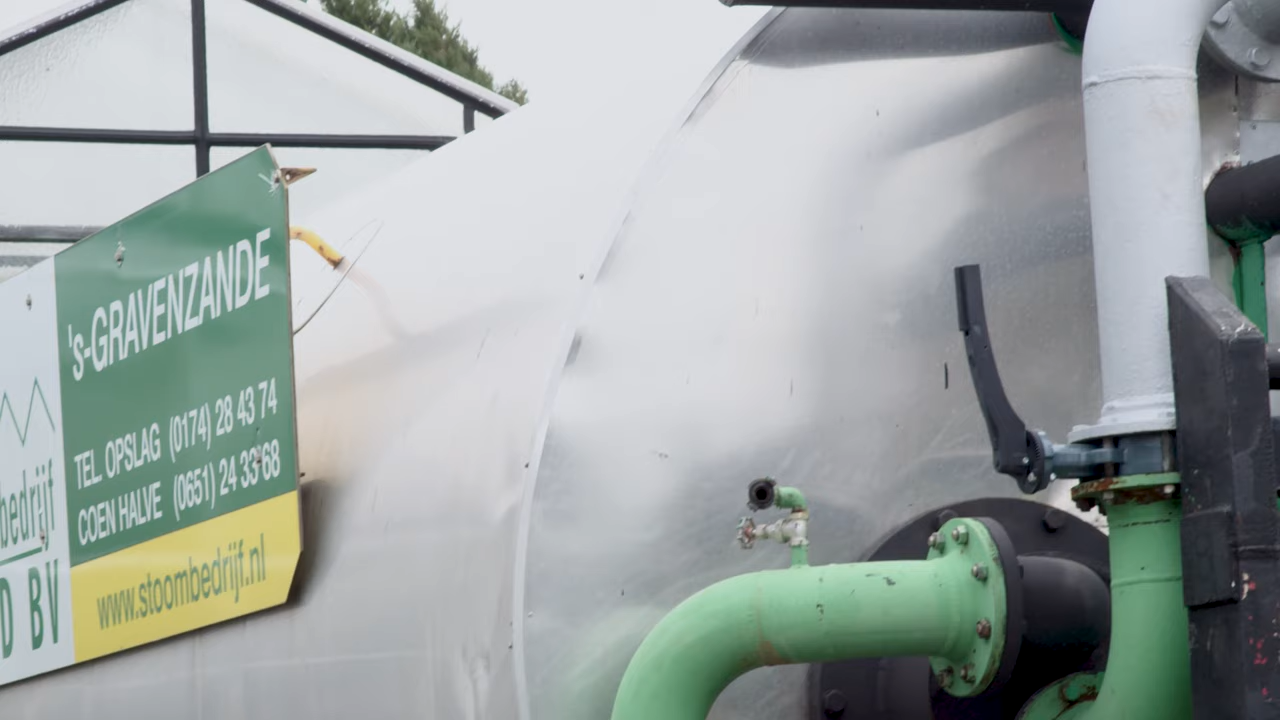 's-GRAVENZANDE
TEL OPSLAG (0174) 28 43 74
COEN HALVE (0651) 24 33 68
bedrijf
D BV
www.stoombedrijf.nl